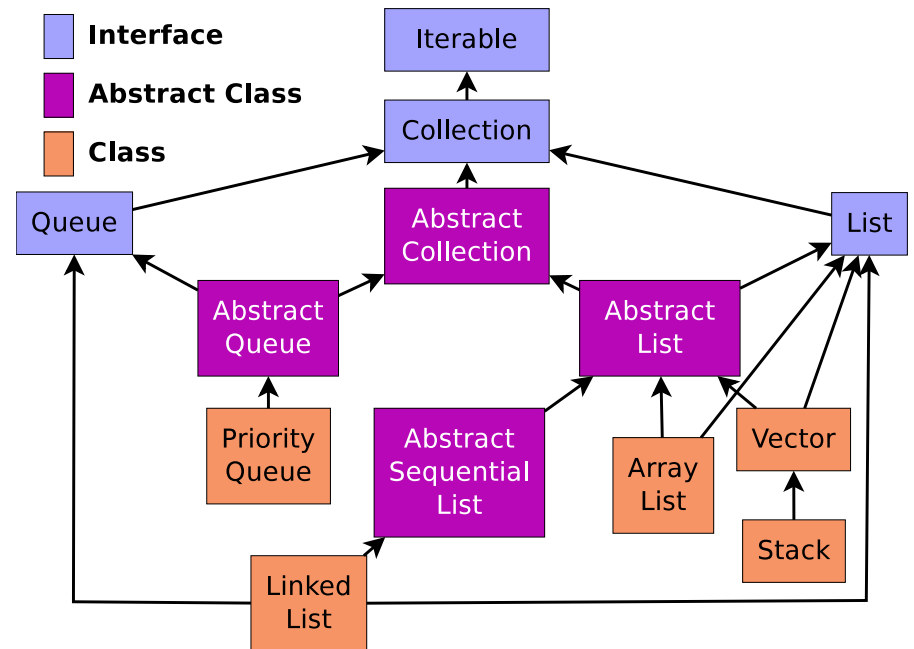 Interface
Abstract Class
Class
Iterable
Collection
Queue
Abstract
Collection
List
Abstract
Queue
Abstract
List
Priority
Queue
Abstract
Sequential
List
Array
List
Vector
Stack
Linked
List